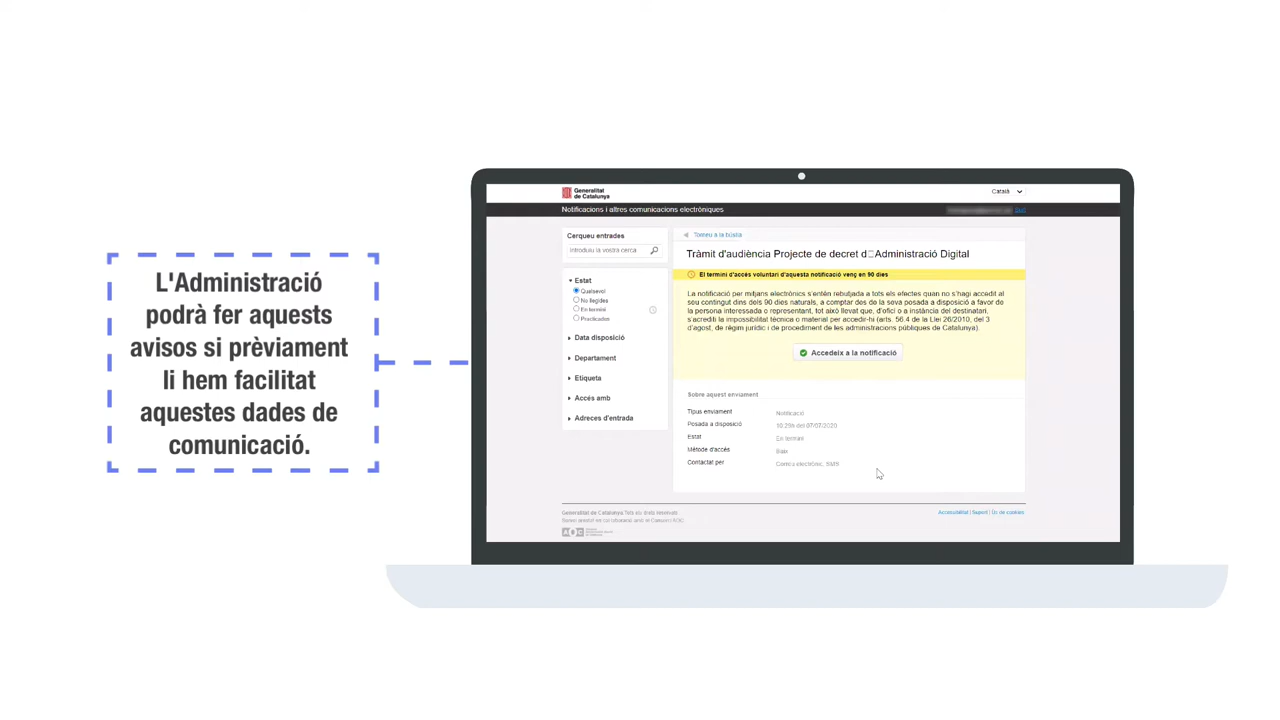 L'Administració
podrà fer aquests
avisos si prèviament
li hem facilitat
aquestes dades de
comunicació.
Generalitat
de Catalunya
Català
Notificacions i altres comunicacions electròniques
Cerqueu entrades
Introduïu la vostra cerca
Estat
Qualsevol
No llegides
En termini
Practicades
Data disposició
Departament
Etiqueta
Accés amb
Adreces d'entrada
Torneu a la bústia
Tràmit d'audiència Projecte de decret d□Administració Digital
El termini d'accés voluntari d'aquesta notificació venç en 90 dies
La notificació per mitjans electrònics s'entén rebutjada a tots els efectes quan no s'hagi accedit al
seu contingut dins dels 90 dies naturals, a comptar des de la seva posada a disposició a favor de
la persona interessada o representant, tot això llevat que, d'ofici o a instància del destinatari,
s'acrediti la impossibilitat tècnica o material per accedir-hi (arts. 56.4 de la Llei 26/2010, del 3
d'agost, de règim jurídic i de procediment de les administracions públiques de Catalunya).
Accedeix a la notificació
Sobre aquest enviament
Tipus enviament Notificació
Posada a disposició 10:29h del 07/07/2020
Estat En termini
Mètode d'accés Baix
Contactat per Correu electrònic, SMS
Generalitat de Catalunya. Tots els drets reservats
Accessibilitat | Suport | Ús de cookies
AOC